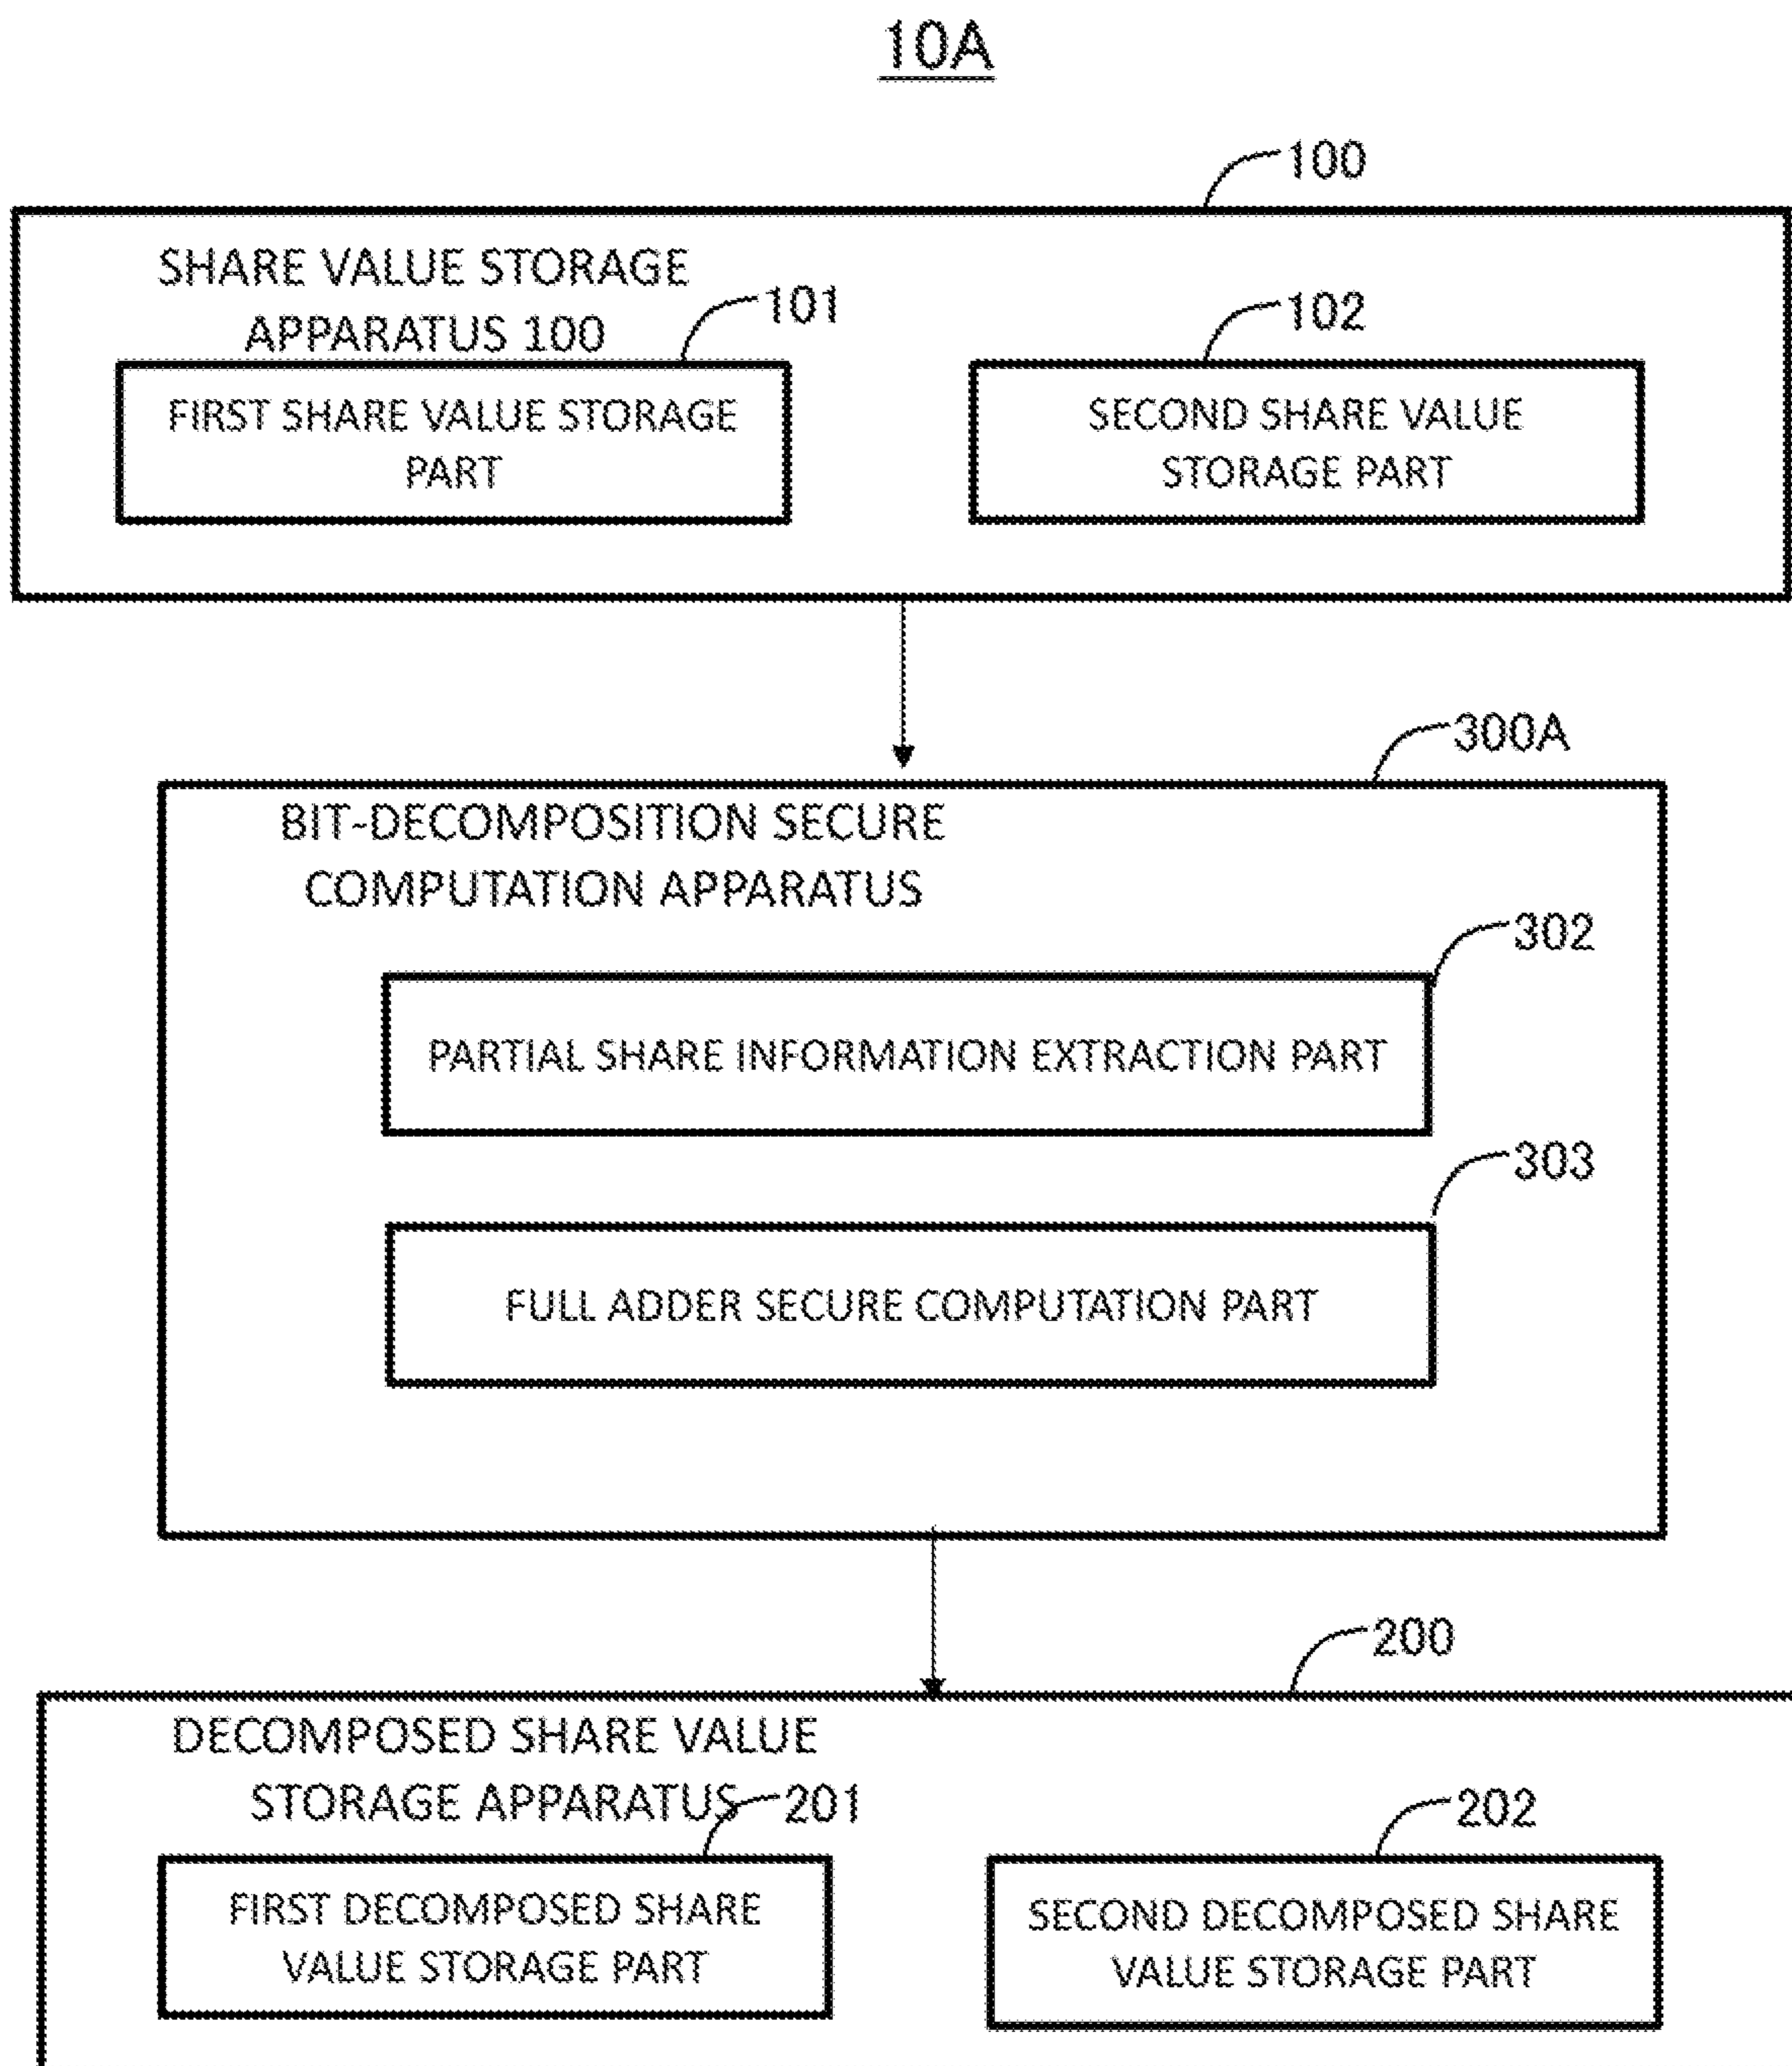 10A
100
SHARE VALUE STORAGE
APPARATUS 100
101
102
FIRST SHARE VALUE STORAGE
PART
SECOND SHARE VALUE
STORAGE PART
300A
BIT-DECOMPOSITION SECURE
COMPUTATION APPARATUS
302
PARTIAL SHARE INFORMATION EXTRACTION PART
303
FULL ADDER SECURE COMPUTATION PART
200
DECOMPOSED SHARE VALUE
STORAGE APPARATUS
201
202
FIRST DECOMPOSED SHARE
VALUE STORAGE PART
SECOND DECOMPOSED SHARE
VALUE STORAGE PART